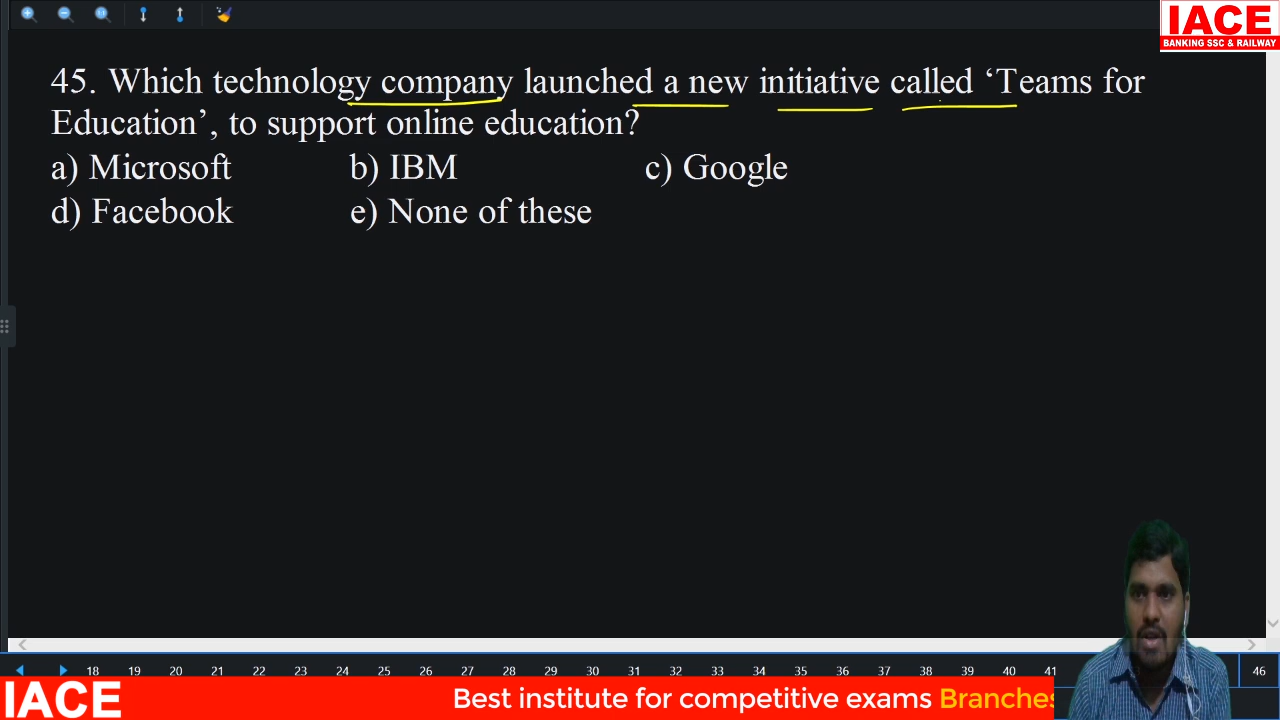 IACE
BANKING SSC & RAILWAY
45. Which technology company launched a new initiative called ‘Teams for
Education’, to support online education?
a) Microsoft b) IBM c) Google
d) Facebook e) None of these
18 19 20 21 22 23 24 25 26 27 28 29 30 31 32 33 34 35 36 37 38 39 40 41 46
IACE Best institute for competitive exams Branches